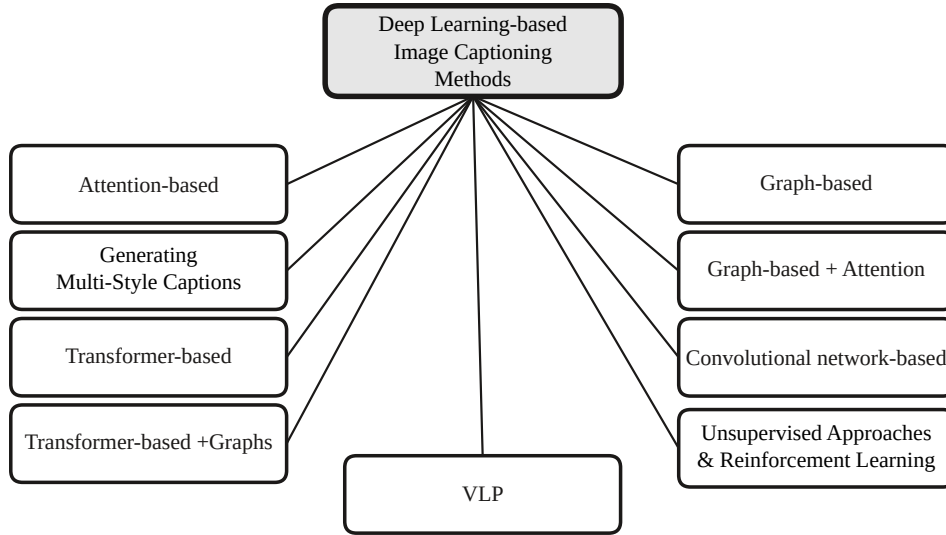 Deep Learning-based
Image Captioning
Methods
Attention-based
Generating
Multi-Style Captions
Transformer-based
Transformer-based +Graphs
VLP
Graph-based
Graph-based + Attention
Convolutional network-based
Unsupervised Approaches
& Reinforcement Learning